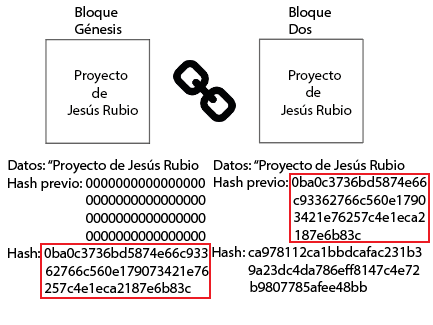 Bloque
Génesis
Proyecto
de
Jesús Rubio
Datos: “Proyecto de Jesús Rubio
Hash previo: 0000000000000000
0000000000000000
0000000000000000
0000000000000000
Hash: 0ba0c3736bd5874e66c933
62766c560e179073421e76
257c4e1eca2187e6b83c
Bloque
Dos
Proyecto
de
Jesús Rubio
Datos: “Proyecto de Jesús Rubio
Hash previo: 0ba0c3736bd5874e66
c93362766c560e1790
3421e76257c4e1eca2
187e6b83c
Hash: ca978112ca1bbdcafac231b3
9a23dc4da786eff8147c4e72
b9807785afee48bb